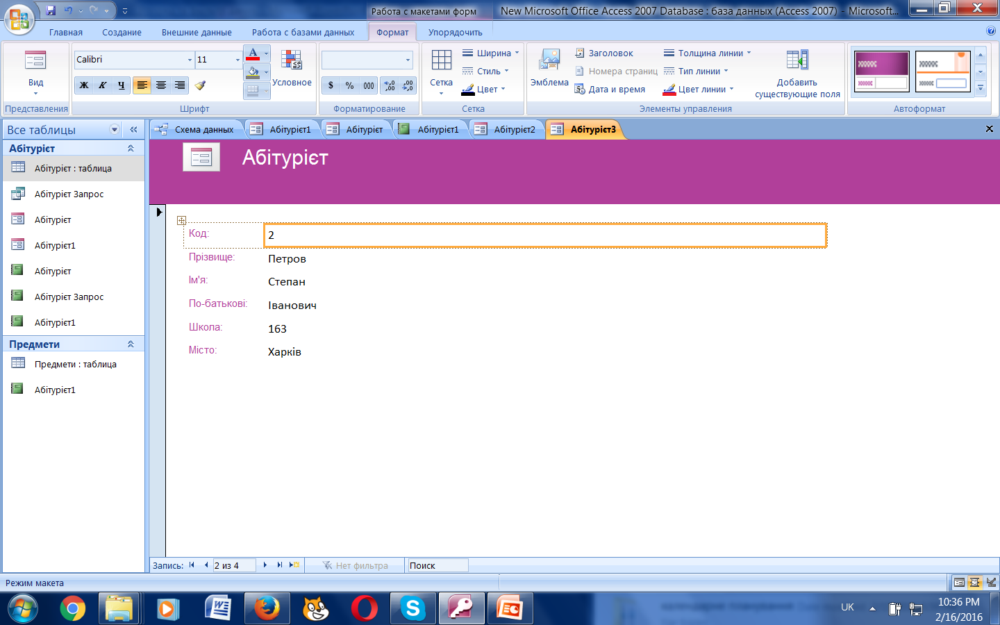 Работа с макетами форм
New Microsoft Office Access 2007 Database : база данных (Access 2007) - Microsoft...
Главная Создание Внешние данные Работа с базами данных Формат Упорядочить
Calibri 11
Ширина Заголовок Толщина линии
Стиль Номера страниц Тип линии
Цвет Дата и время Цвет линии
Вид Ж К Ч А Условное $ % 000 Сетка Эмблема Добавить существующие поля
Представления Шрифт Форматирование Сетка Элементы управления Автоформат
Все таблицы
Схема данных Абітурієт1 Абітурієт Абітурієт1 Абітурієт2 Абітурієт3
Абітурієт
Абітурієт : таблица
Абітурієт Запрос
Абітурієт
Абітурієт1
Абітурієт
Абітурієт Запрос
Абітурієт1
Предмети
Предмети : таблица
Абітурієт1
Абітурієт
Код: 2
Прізвище: Петров
Ім'я: Степан
По-батькові: Іванович
Школа: 163
Місто: Харків
Запись: 2 из 4 Нет фильтра Поиск
Режим макета
UK 10:36 PM
2/16/2016